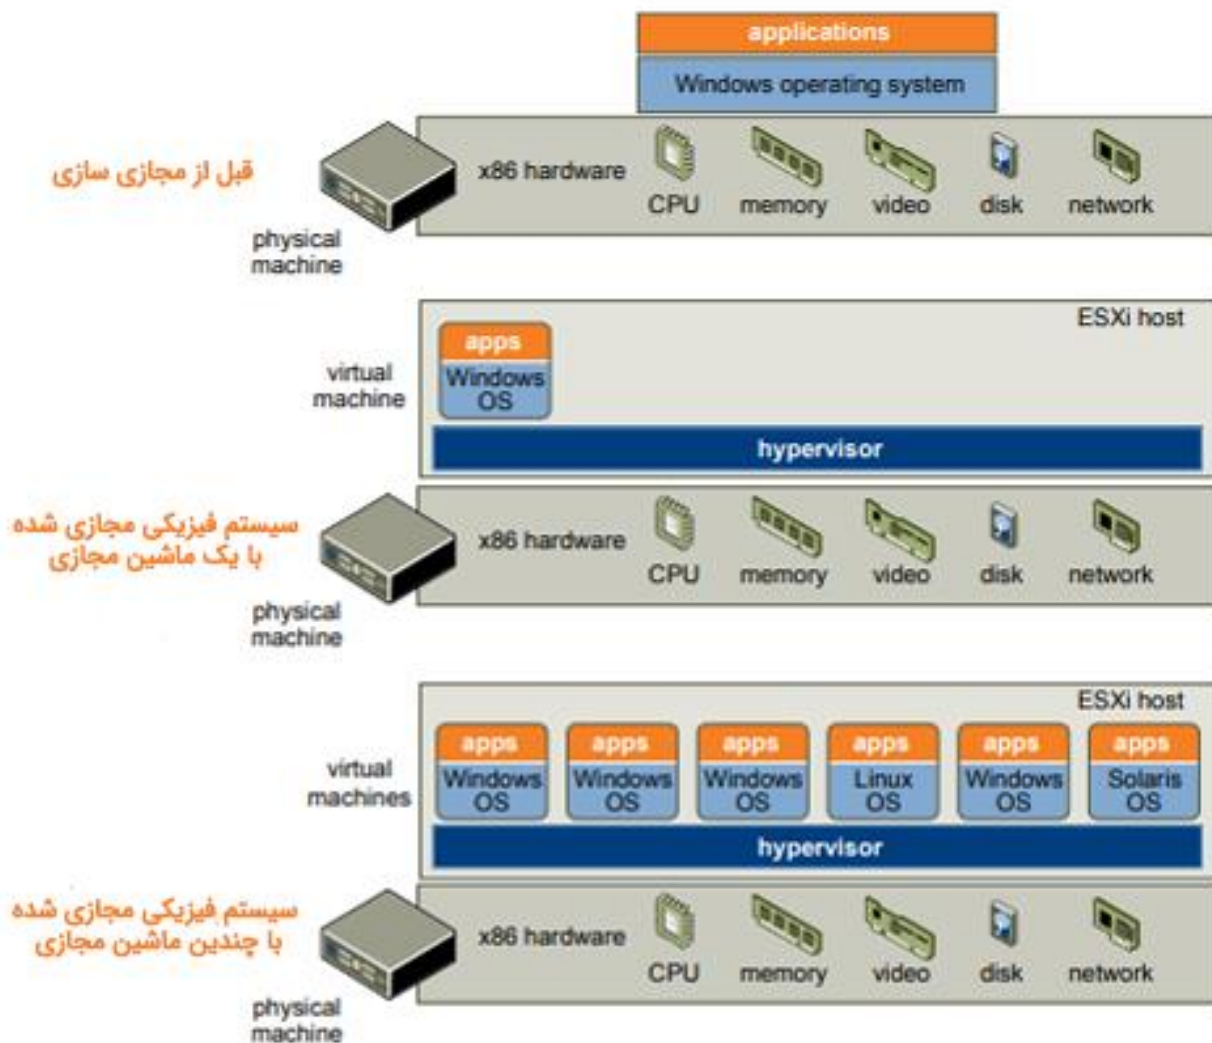 applications
Windows operating system
قبل از مجازی سازی
x86 hardware
CPU
memory
video
disk
network
physical
machine
ESXi host
apps
Windows
OS
virtual
machine
hypervisor
سیستم فیزیکی مجازی شده
با یک ماشین مجازی
x86 hardware
CPU
memory
video
disk
network
physical
machine
ESXi host
apps
Windows
OS
apps
Windows
OS
apps
Windows
OS
apps
Linux
OS
apps
Windows
OS
apps
Solaris
OS
virtual
machines
hypervisor
سیستم فیزیکی مجازی شده
با چندین ماشین مجازی
x86 hardware
CPU
memory
video
disk
network
physical
machine